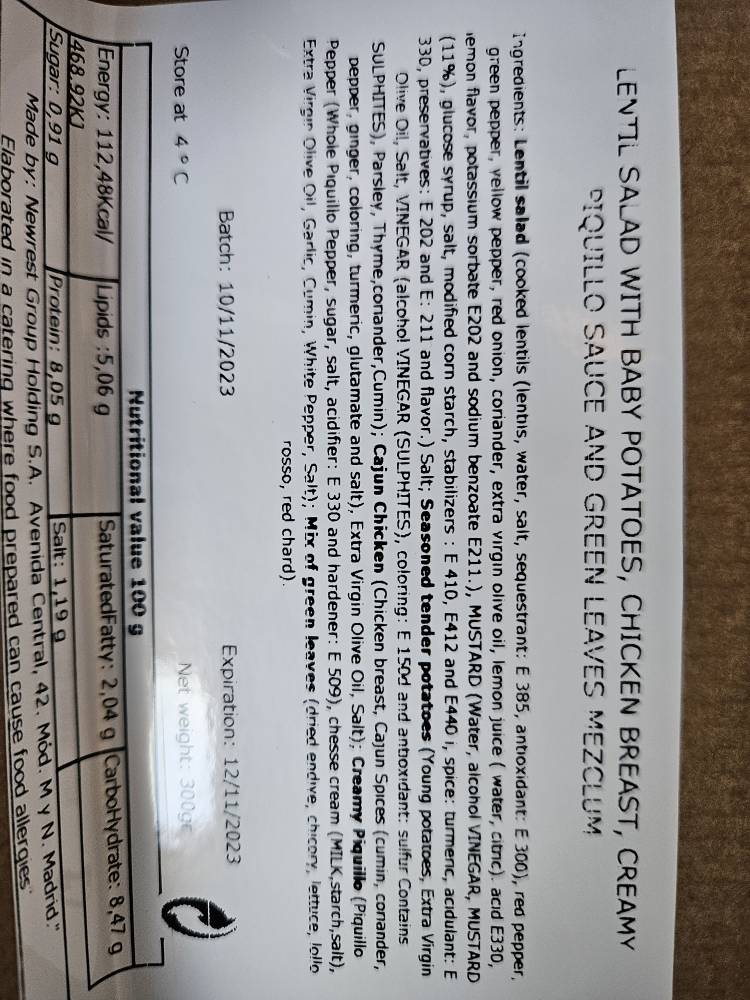 LENTIL SALAD WITH BABY POTATOES, CHICKEN BREAST, CREAMY
PIQUILLO SAUCE AND GREEN LEAVES MEZCLUM
Ingredients: Lentil salad (cooked lentils (lentils, water, salt, sequestrant: E 385, antioxidant: E 300), red pepper,
green pepper, yellow pepper, red onion, coriander, extra virgin olive oil, lemon juice ( water, citric). acid E330,
lemon flavor, potassium sorbate E202 and sodium benzoate E211.), MUSTARD (Water, alcohol VINEGAR, MUSTARD
(11%), glucose syrup, salt, modified corn starch, stabilizers : E 410, E412 and E440 i, spice: turmeric, acidulant: E
330, preservatives: E 202 and E: 211 and flavor.) Salt; Seasoned tender potatoes (Young potatoes, Extra Virgin
Olive Oil, Salt, VINEGAR (alcohol VINEGAR (SULPHITES), coloring: E 150d and antioxidant: sulfur Contains
SULPHITES), Parsley, Thyme,coriander,Cumin); Cajun Chicken (Chicken breast, Cajun Spices (cumin, coriander,
pepper, ginger, coloring, turmeric, glutamate and salt), Extra Virgin Olive Oil, Salt); Creamy Piquillo (Piquillo
Pepper (Whole Piquillo Pepper, sugar, salt, acidifier: E 330 and hardener: E 509), chesse cream (MILK,starch,salt),
Extra Virgin Olive Oil, Garlic, Cumin, White Pepper, Salt); Mix of green leaves (dried endive, chicory, lettuce, lollo
rosso, red chard).
Batch: 10/11/2023 Expiration: 12/11/2023
Store at 4 º C Net weight: 300gr
Nutritional value 100 g
Energy: 112,48Kcal/ Lipids :5,06 g SaturatedFatty: 2,04 g CarboHydrate: 8,47 g
468,92KJ
Sugar: 0,91 g Protein: 8,05 g Salt: 1,19 g
Made by: Newrest Group Holding S.A. Avenida Central, 42. Mód. M y N. Madrid."
Elaborated in a catering where food prepared can cause food allergies"